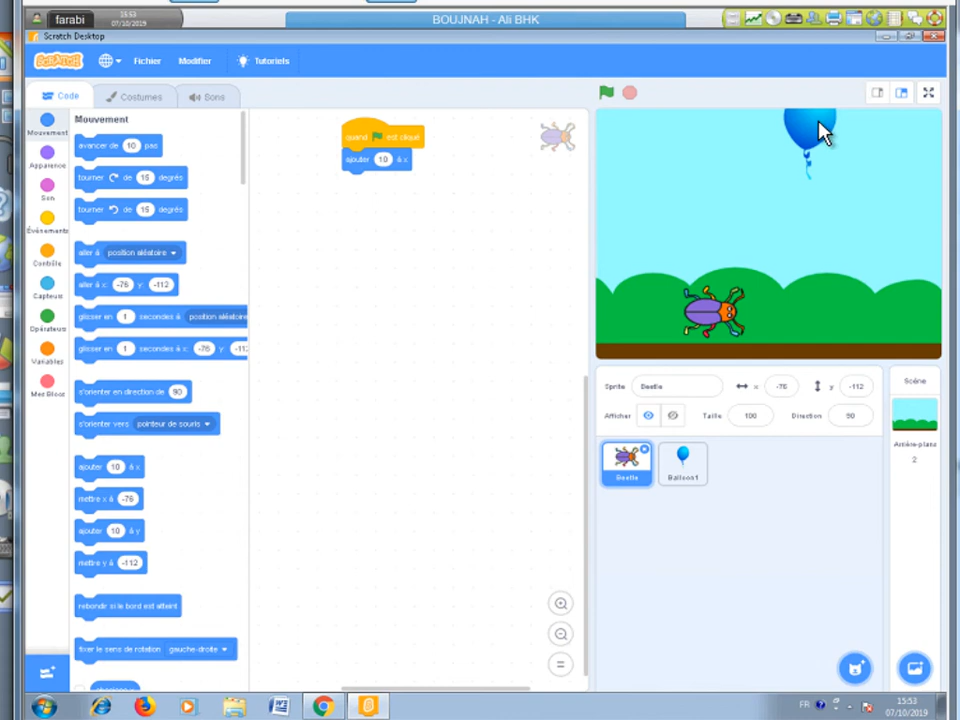 farabi
15:53
07/10/2019
BOUJNAH - Ali BHK
Scratch Desktop
SCRATCH
Fichier
Modifier
Tutoriels
Code
Costumes
Sons
Mouvement
Mouvement
Apparence
Son
Événements
Contrôle
Capteurs
Opérateurs
Variables
Mes Blocs
avancer de 10 pas
tourner de 15 degrés
tourner de 15 degrés
aller à position aléatoire
aller à x: -76 y: -112
glisser en 1 secondes à position aléatoire
glisser en 1 secondes à x: -76 y: -11
s'orienter en direction de 90
s'orienter vers pointeur de souris
ajouter 10 à x
mettre x à -76
ajouter 10 à y
mettre y à -112
rebondir si le bord est atteint
fixer le sens de rotation gauche-droite
quand est cliqué
ajouter 10 à x
Sprite Beetle x -76 y -112
Afficher Taille 100 Direction 90
Beetle
Balloon1
Scène
Arrière-plans
2
FR
15:53
07/10/2019